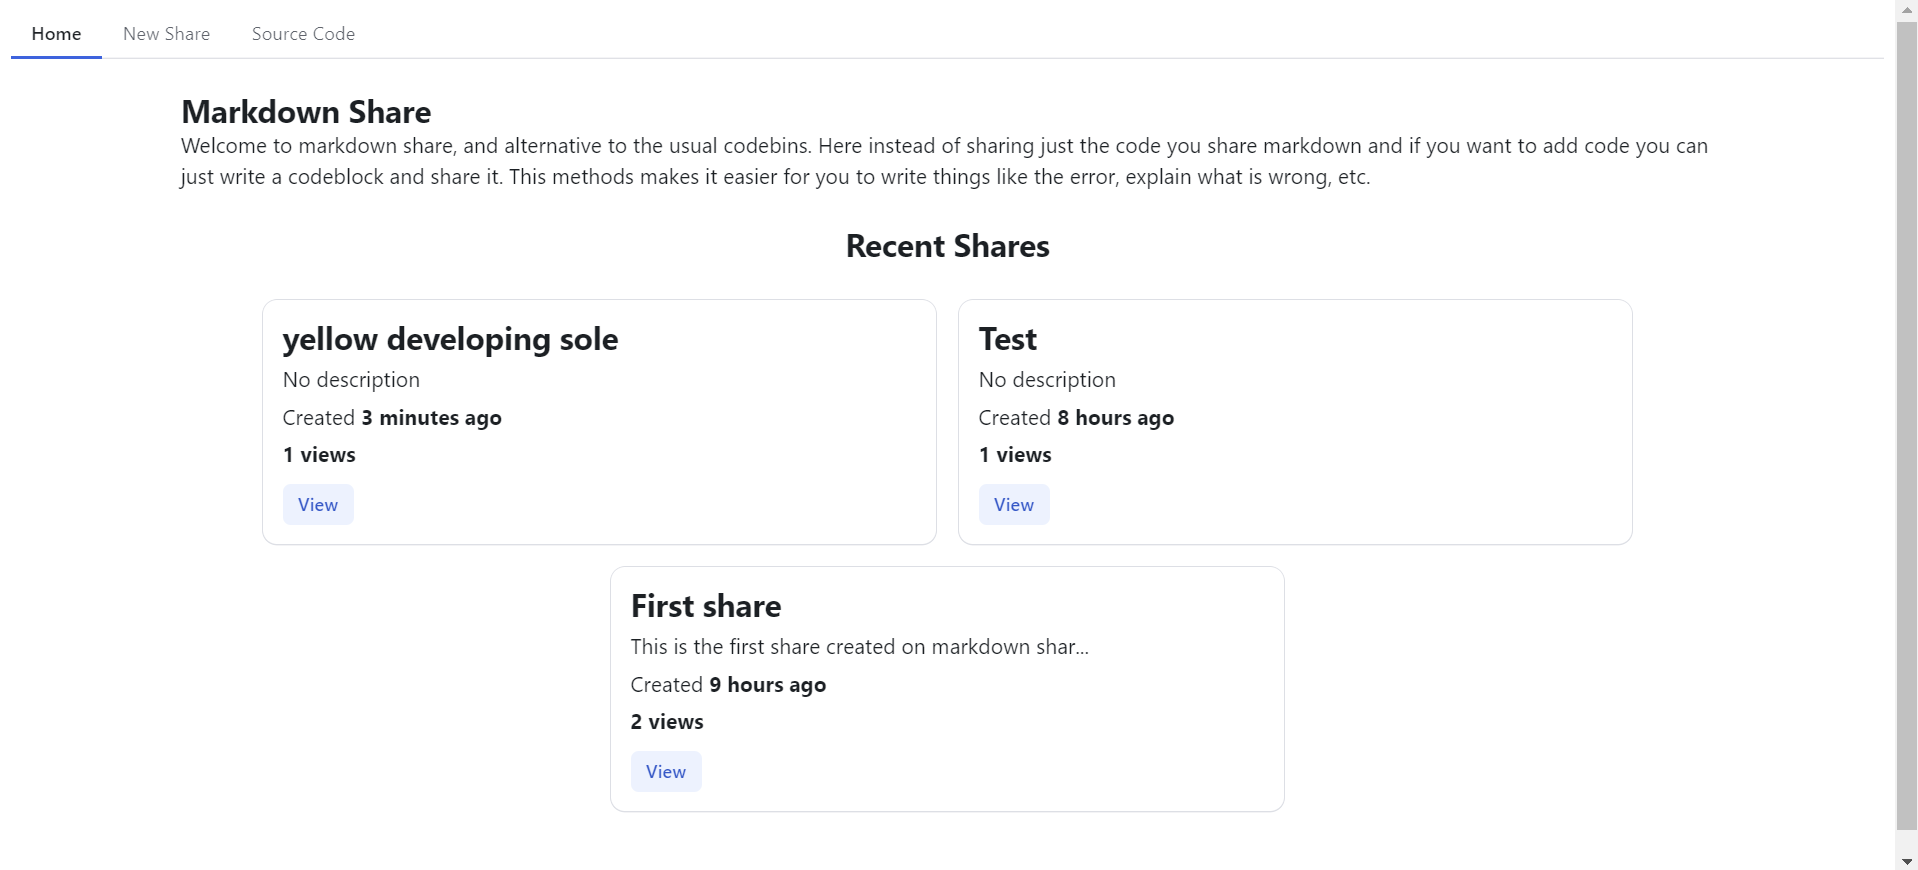 Home New Share Source Code
Markdown Share
Welcome to markdown share, and alternative to the usual codebins. Here instead of sharing just the code you share markdown and if you want to add code you can
just write a codeblock and share it. This methods makes it easier for you to write things like the error, explain what is wrong, etc.
Recent Shares
yellow developing sole
No description
Created 3 minutes ago
1 views
View
Test
No description
Created 8 hours ago
1 views
View
First share
This is the first share created on markdown shar...
Created 9 hours ago
2 views
View